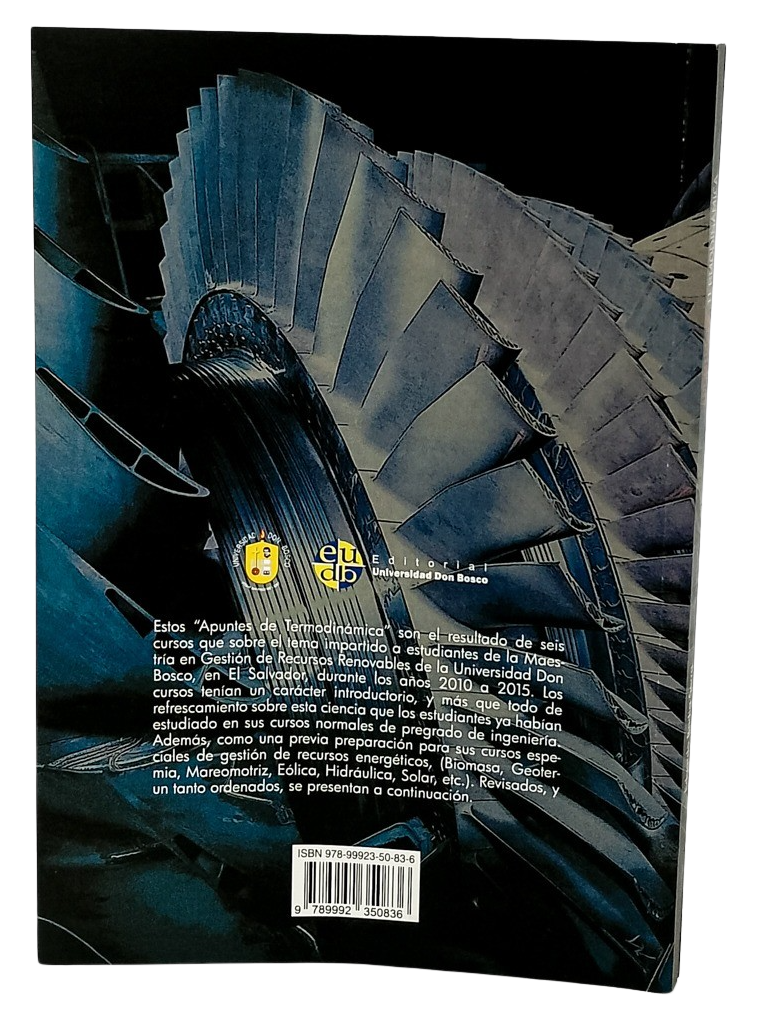 UNIVERSIDAD DON BOSCO
eu
db
Editorial
Universidad Don Bosco
Estos "Apuntes de Termodinámica" son el resultado de seis
cursos que sobre el tema impartido a estudiantes de la Maes-
tría en Gestión de Recursos Renovables de la Universidad Don
Bosco, en El Salvador, durante los años 2010 a 2015. Los
cursos tenían un carácter introductorio, y más que todo de
refrescamiento sobre esta ciencia que los estudiantes ya habían
estudiado en sus cursos normales de pregrado de ingeniería.
Además, como una previa preparación para sus cursos espe-
ciales de gestión de recursos energéticos, (Biomasa, Geoter-
mia, Mareomotriz, Eólica, Hidráulica, Solar, etc.). Revisados, y
un tanto ordenados, se presentan a continuación.
ISBN 978-99923-50-83-6
9 789992 350836